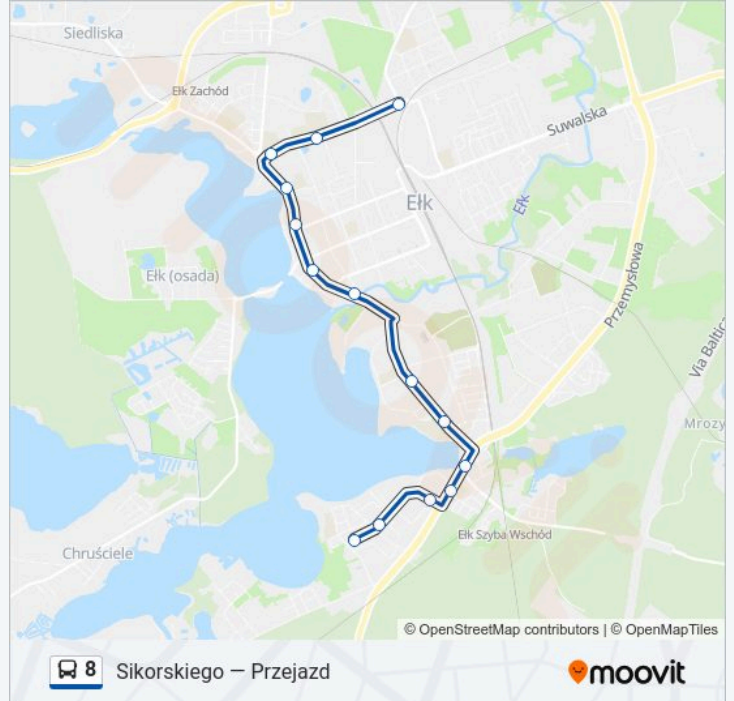 Siedliska
Ełk Zachód
Suwalska
Ełk
Ełk
Ełk (osada)
Przemysłowa
Via Baltic
Mrozy
Ełk Szyba Wschód
Chruściele
© OpenStreetMap contributors | © OpenMapTiles
8 Sikorskiego — Przejazd
moovit